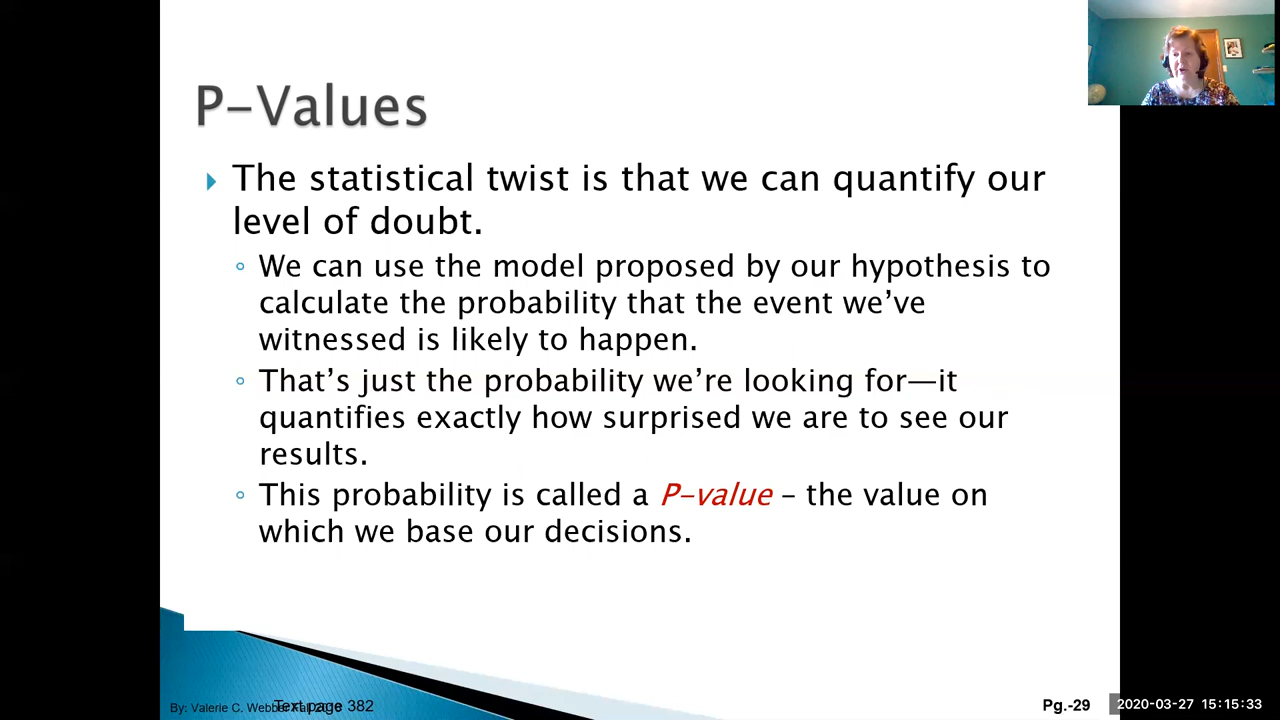 P-Values
The statistical twist is that we can quantify our
level of doubt.
We can use the model proposed by our hypothesis to
calculate the probability that the event we’ve
witnessed is likely to happen.
That’s just the probability we’re looking for—it
quantifies exactly how surprised we are to see our
results.
This probability is called a P-value – the value on
which we base our decisions.
By: Valerie C. Webber
Text page 382
Pg.-29
2020-03-27 15:15:33